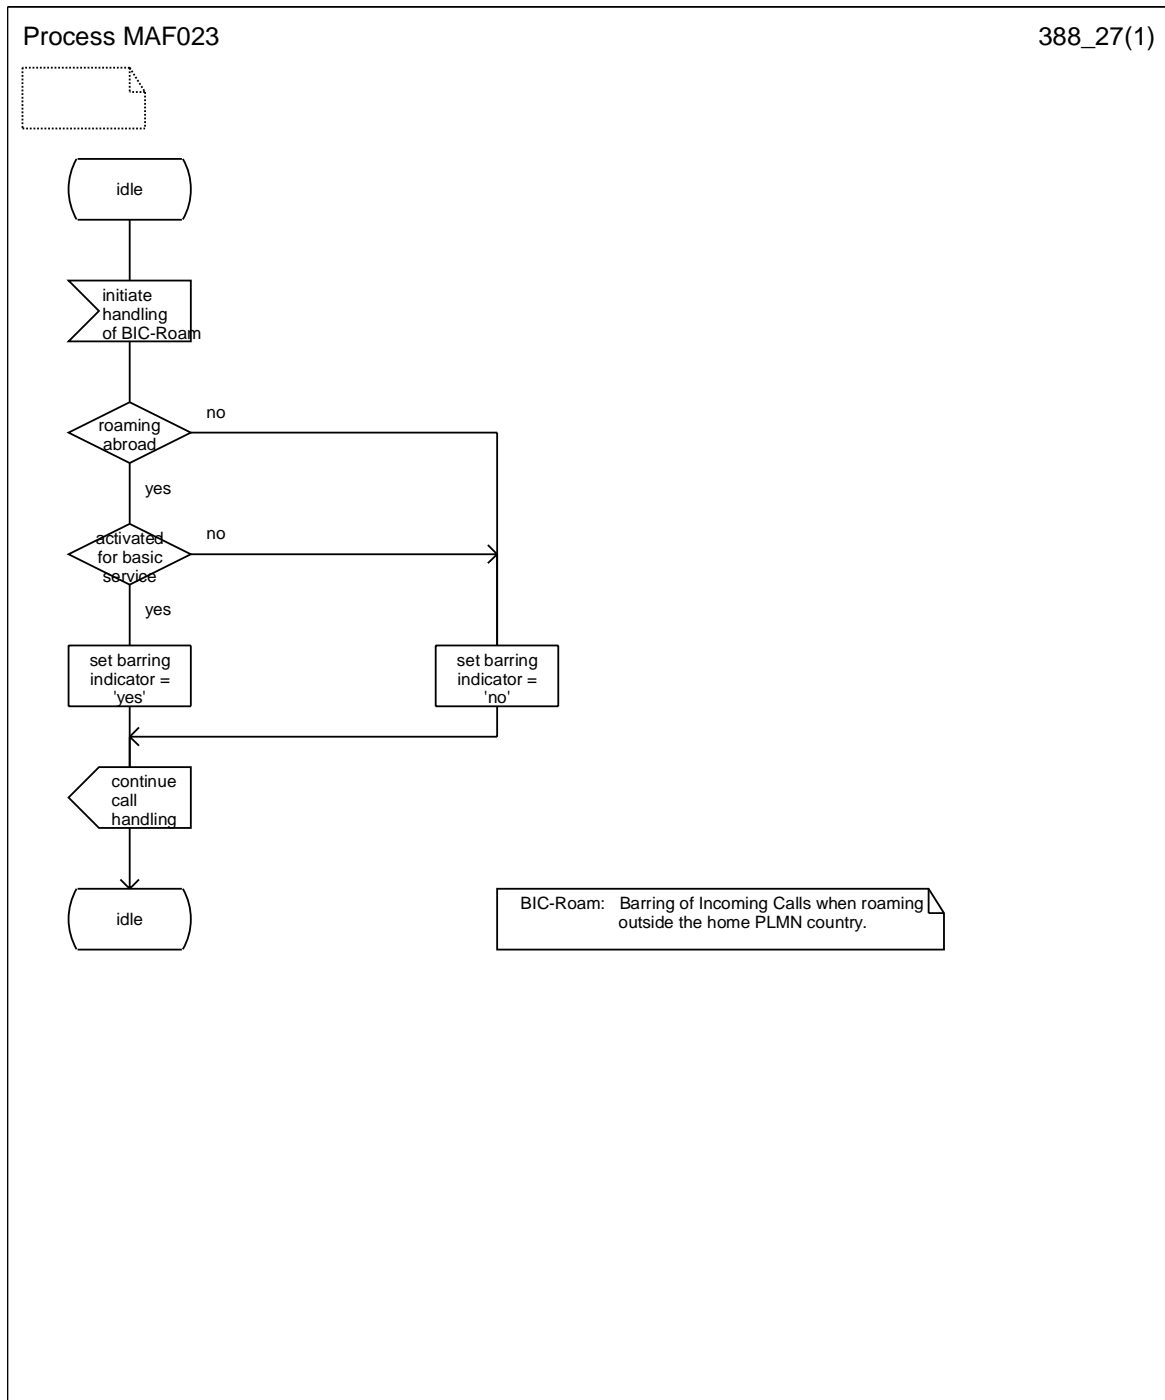 Process MAF023
388_27(1)
idle
initiate
handling
of BIC-Roam
roaming
abroad
no
yes
activated
for basic
service
no
yes
set barring
indicator =
'yes'
set barring
indicator =
'no'
continue
call
handling
idle
BIC-Roam: Barring of Incoming Calls when roaming
outside the home PLMN country.